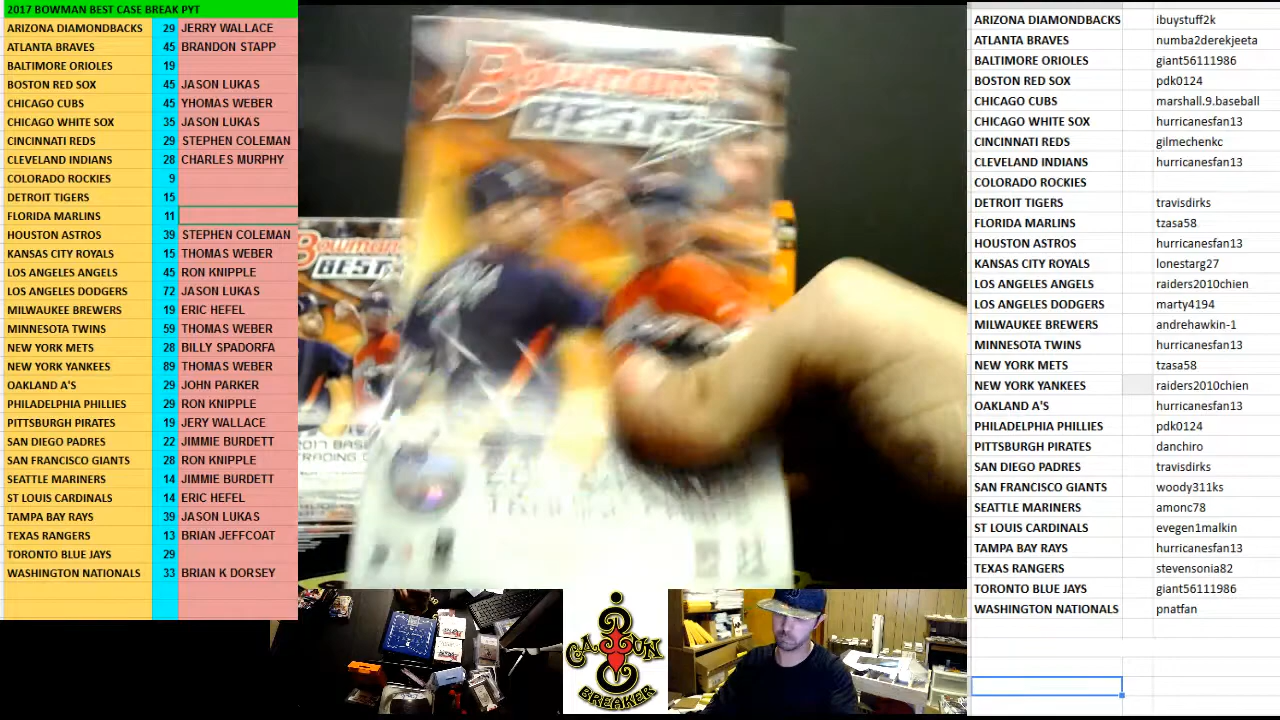 2017 BOWMAN BEST CASE BREAK PYT
ARIZONA DIAMONDBACKS 29 JERRY WALLACE
ATLANTA BRAVES 45 BRANDON STAPP
BALTIMORE ORIOLES 19
BOSTON RED SOX 45 JASON LUKAS
CHICAGO CUBS 45 YHOMAS WEBER
CHICAGO WHITE SOX 35 JASON LUKAS
CINCINNATI REDS 29 STEPHEN COLEMAN
CLEVELAND INDIANS 28 CHARLES MURPHY
COLORADO ROCKIES 9
DETROIT TIGERS 15
FLORIDA MARLINS 11
HOUSTON ASTROS 39 STEPHEN COLEMAN
KANSAS CITY ROYALS 15 THOMAS WEBER
LOS ANGELES ANGELS 45 RON KNIPPLE
LOS ANGELES DODGERS 72 JASON LUKAS
MILWAUKEE BREWERS 19 ERIC HEFEL
MINNESOTA TWINS 59 THOMAS WEBER
NEW YORK METS 28 BILLY SPADORFA
NEW YORK YANKEES 89 THOMAS WEBER
OAKLAND A'S 29 JOHN PARKER
PHILADELPHIA PHILLIES 29 RON KNIPPLE
PITTSBURGH PIRATES 19 JERY WALLACE
SAN DIEGO PADRES 22 JIMMIE BURDETT
SAN FRANCISCO GIANTS 28 RON KNIPPLE
SEATTLE MARINERS 14 JIMMIE BURDETT
ST LOUIS CARDINALS 14 ERIC HEFEL
TAMPA BAY RAYS 39 JASON LUKAS
TEXAS RANGERS 13 BRIAN JEFFCOAT
TORONTO BLUE JAYS 29
WASHINGTON NATIONALS 33 BRIAN K DORSEY
Bowman's
BEST
Bowman
BEST
2017 BASE
TRADING C
CAJUN
BREAKER
ARIZONA DIAMONDBACKS ibuystuff2k
ATLANTA BRAVES numba2derekjeeta
BALTIMORE ORIOLES giant56111986
BOSTON RED SOX pdk0124
CHICAGO CUBS marshall.9.baseball
CHICAGO WHITE SOX hurricanesfan13
CINCINNATI REDS gilmechenkc
CLEVELAND INDIANS hurricanesfan13
COLORADO ROCKIES
DETROIT TIGERS travisdirks
FLORIDA MARLINS tzasa58
HOUSTON ASTROS hurricanesfan13
KANSAS CITY ROYALS lonestarg27
LOS ANGELES ANGELS raiders2010chien
LOS ANGELES DODGERS marty4194
MILWAUKEE BREWERS andrehawkin-1
MINNESOTA TWINS hurricanesfan13
NEW YORK METS tzasa58
NEW YORK YANKEES raiders2010chien
OAKLAND A'S hurricanesfan13
PHILADELPHIA PHILLIES pdk0124
PITTSBURGH PIRATES danchiro
SAN DIEGO PADRES travisdirks
SAN FRANCISCO GIANTS woody311ks
SEATTLE MARINERS amonc78
ST LOUIS CARDINALS evegen1malkin
TAMPA BAY RAYS hurricanesfan13
TEXAS RANGERS stevensonia82
TORONTO BLUE JAYS giant56111986
WASHINGTON NATIONALS pnatfan